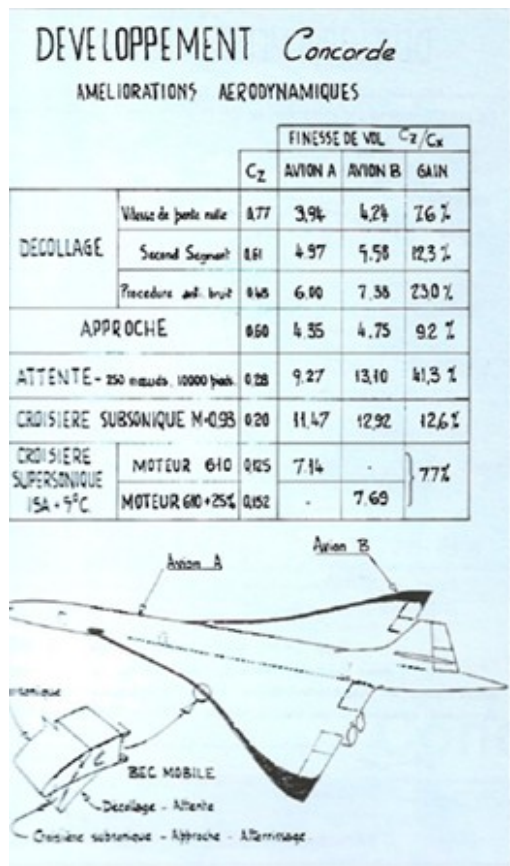 DEVELOPPEMENT Concorde
AMELIORATIONS AERODYNAMIQUES
FINESSE DE VOL Cz/Cx
Cz AVION A AVION B GAIN
DECOLLAGE
Vitesse de pente nulle 0,77 3,94 4,24 7,6 %
Second Segment 0,61 4.97 5.58 12,3 %
Procedure anti bruit 0,48 6.00 7,38 23,0 %
APPROCHE 0,60 4.35 4.75 9.2 %
ATTENTE - 250 nœuds, 10000 pieds 0,28 9.27 13,10 41,3 %
CROISIERE SUBSONIQUE M=0.93 0,20 11,47 12,92 12,6%
CROISIERE
SUPERSONIQUE
ISA + 5°C
MOTEUR 610 0,125 7.14 - 7,7%
MOTEUR 610 +25% 0,152 - 7.69
Avion B
Avion A
BEC MOBILE
Decollage - Attente
Croisière subsonique - Approche - Atterrissage